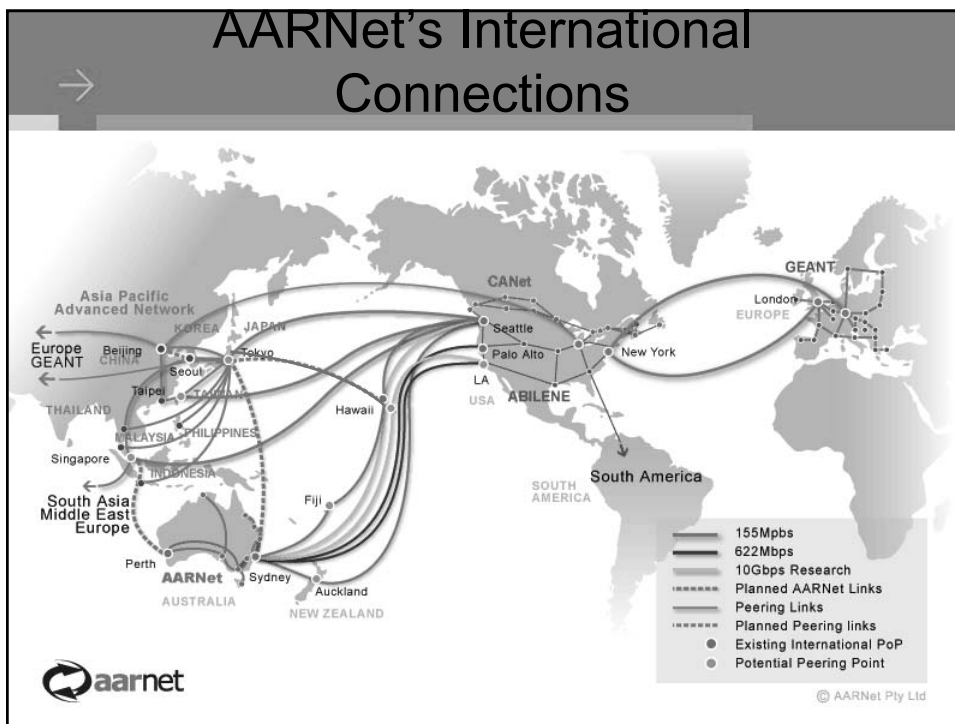 AARNet's International
Connections
GEANT
CANet
London
EUROPE
Asia Pacific
Advanced Network
KOREA
JAPAN
Seattle
Europe
GEANT
Beijing
CHINA
Tokyo
Seout
Palo Alto
New York
LA
Taipei
TAIWAN
USA
ABILENE
THAILAND
Hawaii
MALAYSIA
PHILIPPINES
Singapore
INDONESIA
South America
SOUTH
AMERICA
South Asia
Middle East
Europe
Fiji
Perth
AARNet
Sydney
Auckland
AUSTRALIA
NEW ZEALAND
155Mpbs
622Mbps
10Gbps Research
Planned AARNet Links
Peering Links
Planned Peering links
Existing International PoP
Potential Peering Point
aarnet
© AARNet Pty Ltd